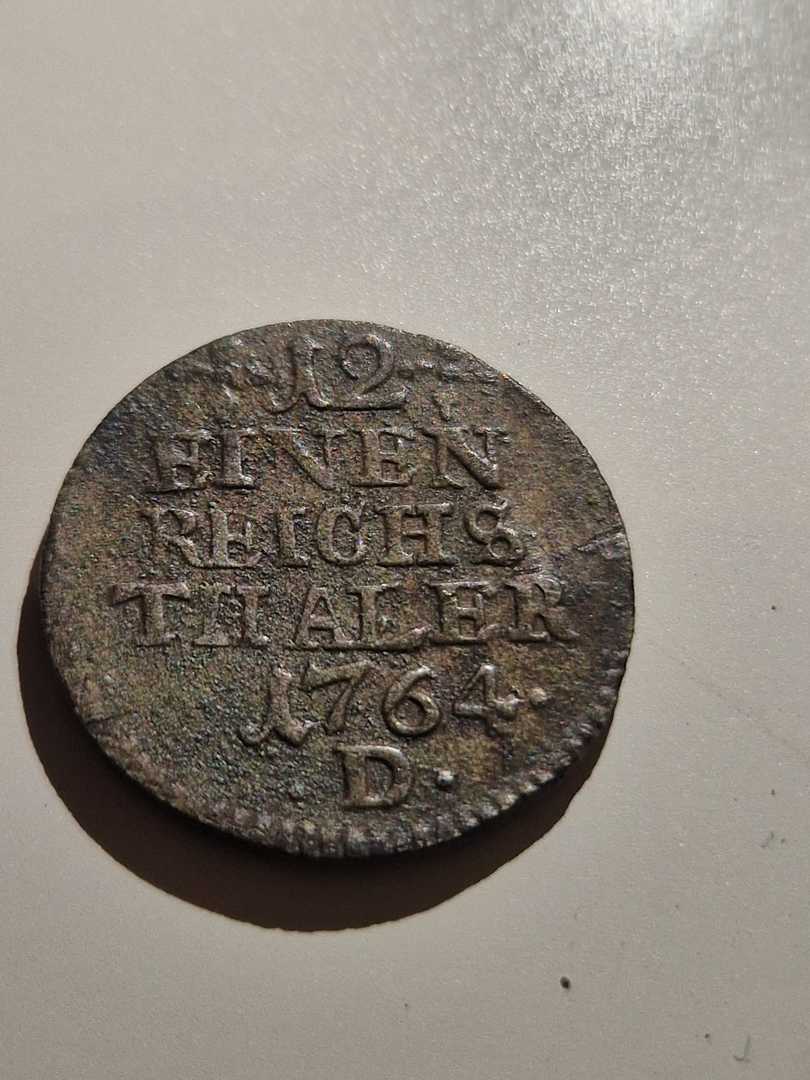 · 12 ·
EINEN
REICHS
THALER
1764 ·
· D ·